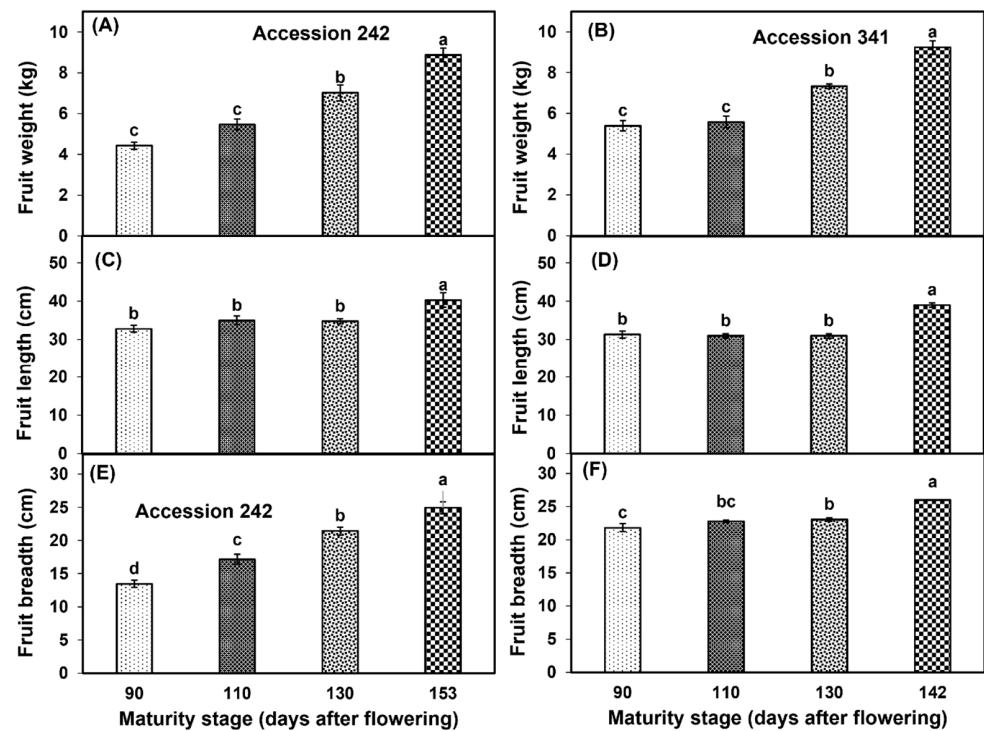 (A)
Accession 242
Fruit weight (kg)
10
8
6
4
2
0
c
c
b
a
(B)
Accession 341
Fruit weight (kg)
10
8
6
4
2
0
c
c
b
a
(C)
Fruit length (cm)
50
40
30
20
10
0
b
b
b
a
(D)
Fruit length (cm)
50
40
30
20
10
0
b
b
b
a
(E)
Accession 242
Fruit breadth (cm)
30
25
20
15
10
5
0
d
c
b
a
90 110 130 153
Maturity stage (days after flowering)
(F)
Fruit breadth (cm)
30
25
20
15
10
5
0
c
bc
b
a
90 110 130 142
Maturity stage (days after flowering)